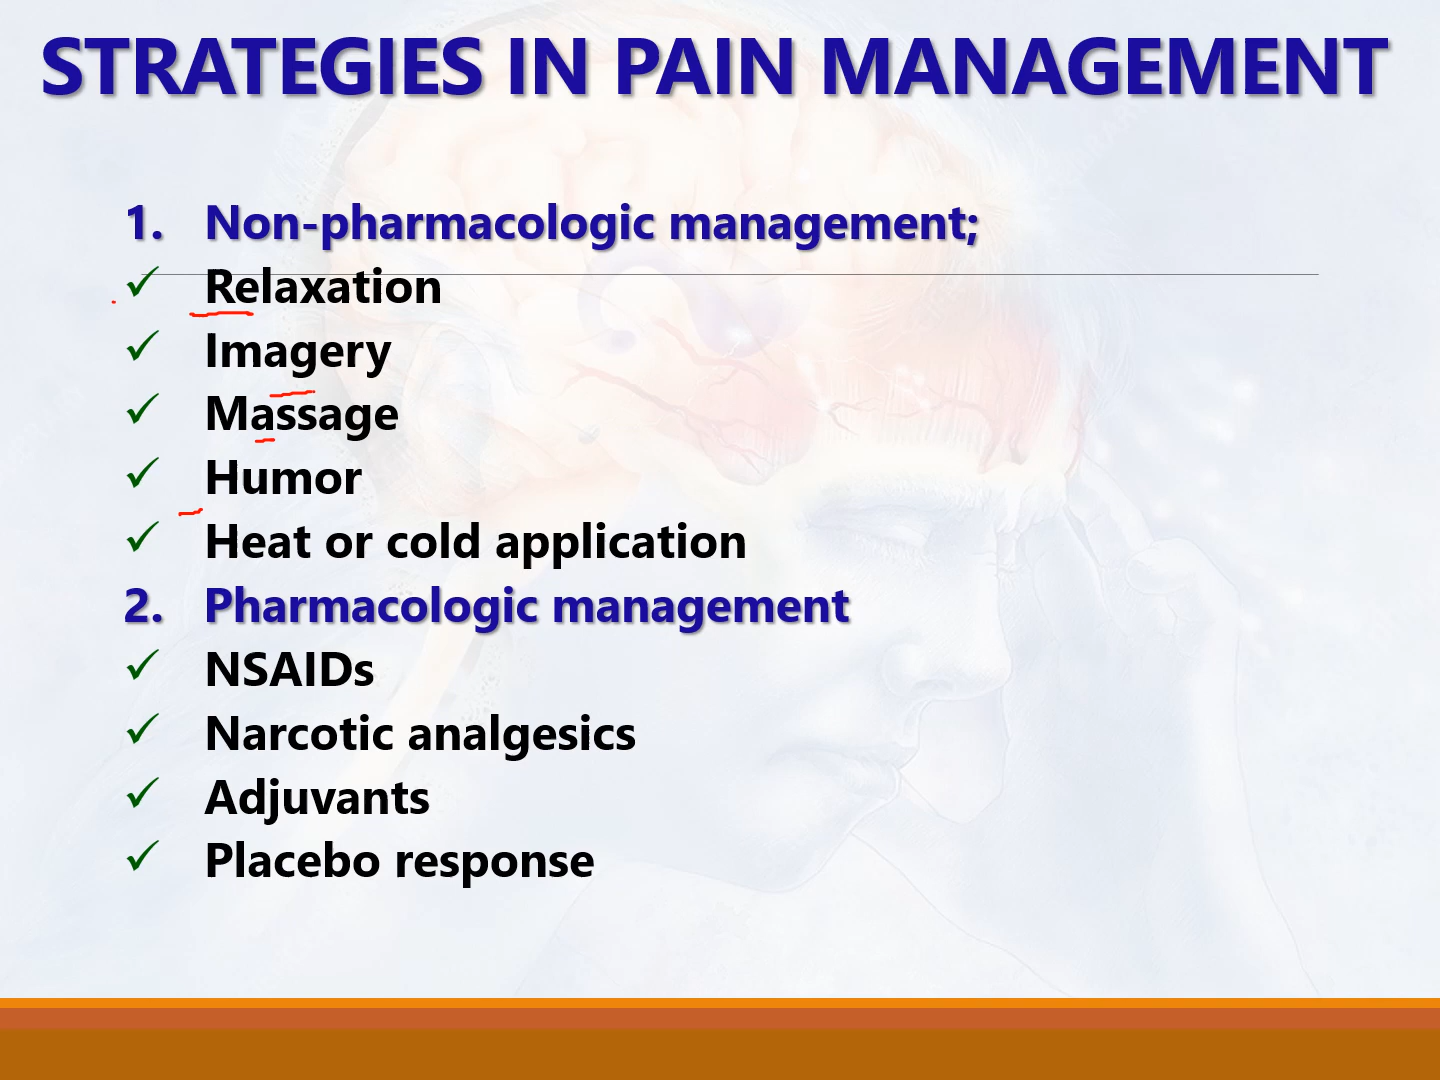 STRATEGIES IN PAIN MANAGEMENT
1. Non-pharmacologic management;
✓ Relaxation
✓ Imagery
✓ Massage
✓ Humor
✓ Heat or cold application
2. Pharmacologic management
✓ NSAIDs
✓ Narcotic analgesics
✓ Adjuvants
✓ Placebo response